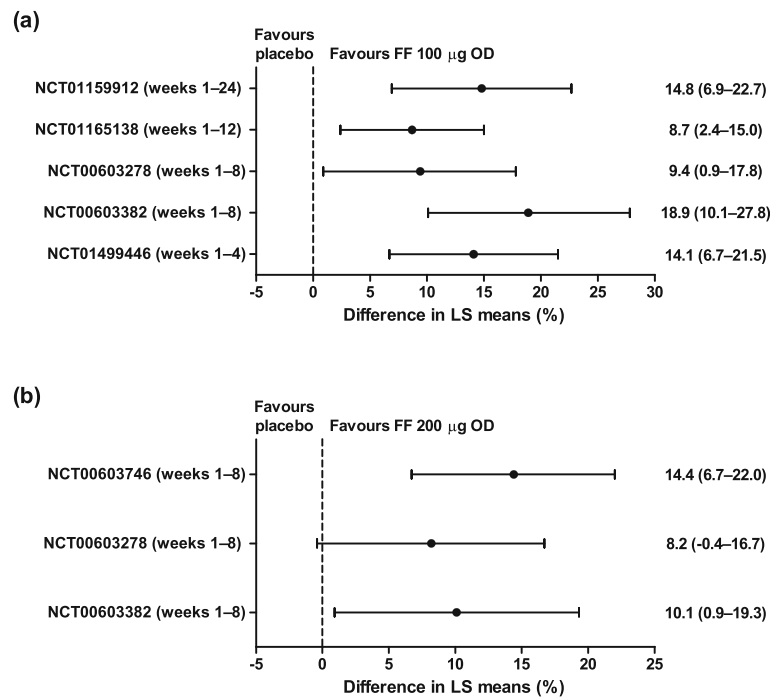 (a)
Favours
placebo
Favours FF 100 μg OD
NCT01159912 (weeks 1–24)
14.8 (6.9–22.7)
NCT01165138 (weeks 1–12)
8.7 (2.4–15.0)
NCT00603278 (weeks 1–8)
9.4 (0.9–17.8)
NCT00603382 (weeks 1–8)
18.9 (10.1–27.8)
NCT01499446 (weeks 1–4)
14.1 (6.7–21.5)
-5 0 5 10 15 20 25 30
Difference in LS means (%)
(b)
Favours
placebo
Favours FF 200 μg OD
NCT00603746 (weeks 1–8)
14.4 (6.7–22.0)
NCT00603278 (weeks 1–8)
8.2 (-0.4–16.7)
NCT00603382 (weeks 1–8)
10.1 (0.9–19.3)
-5 0 5 10 15 20 25
Difference in LS means (%)